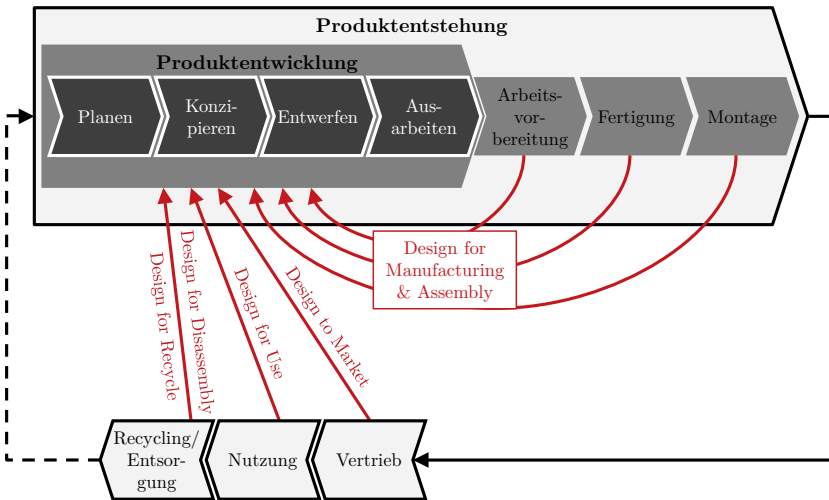 Produktentstehung
Produktentwicklung
Planen
Konzi-
pieren
Entwerfen
Aus-
arbeiten
Arbeits-
vor-
bereitung
Fertigung
Montage
Design for
Manufacturing
& Assembly
Design for Recycle
Design for Disassembly
Design for Use
Design to Market
Recycling/
Entsor-
gung
Nutzung
Vertrieb